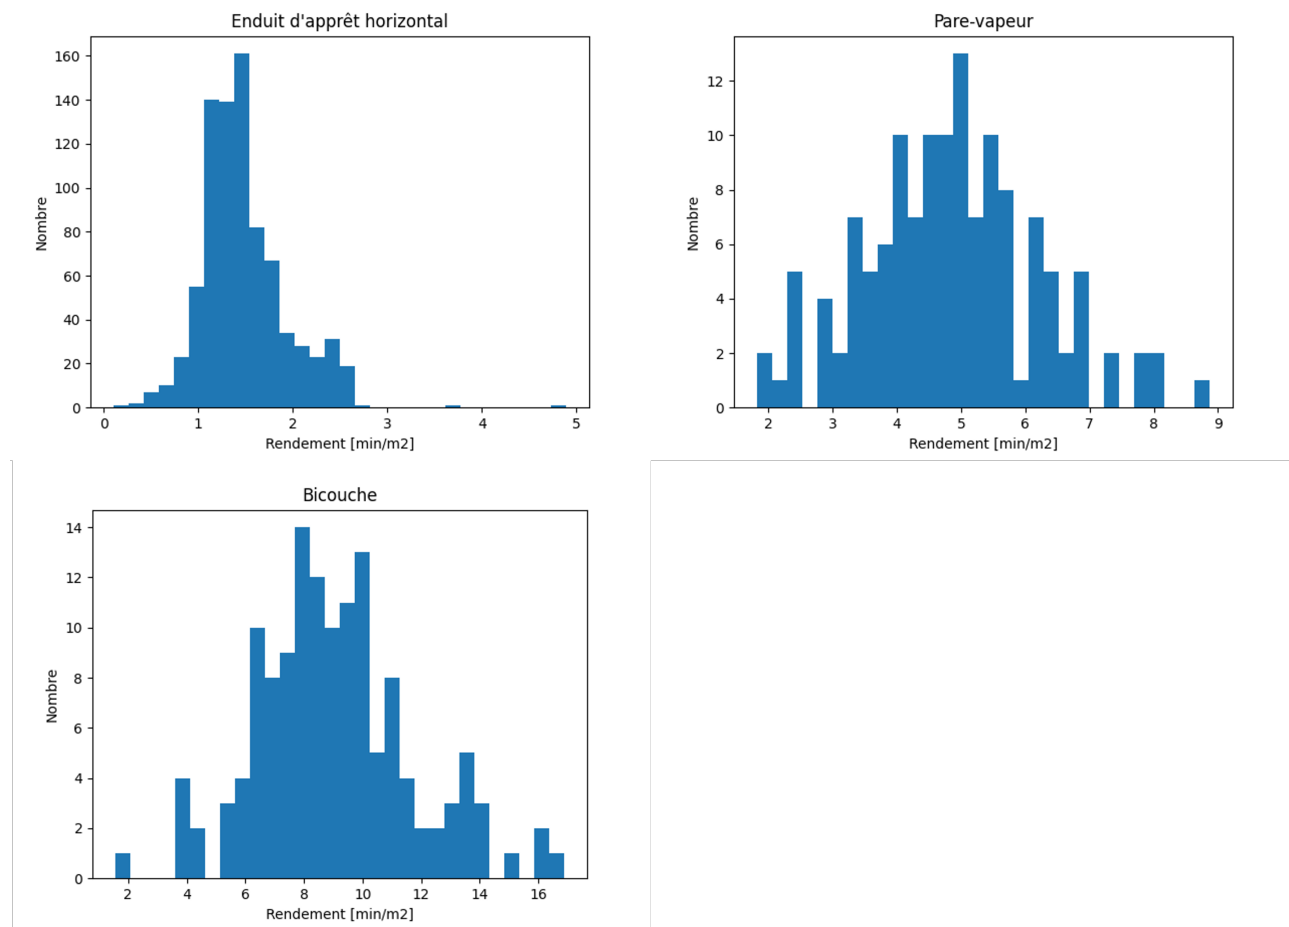 Enduit d'apprêt horizontal
160
140
120
100
80
60
40
20
0
Nombre
0 1 2 3 4 5
Rendement [min/m2]
Pare-vapeur
12
10
8
6
4
2
0
Nombre
2 3 4 5 6 7 8 9
Rendement [min/m2]
Bicouche
14
12
10
8
6
4
2
0
Nombre
2 4 6 8 10 12 14 16
Rendement [min/m2]